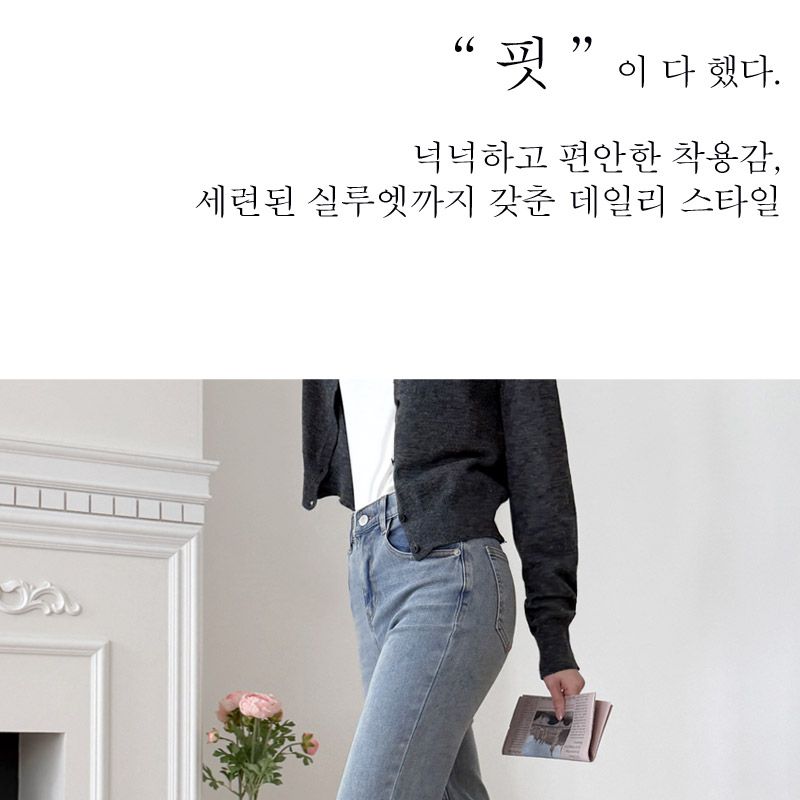 “ 핏 ” 이 다 했다.
넉넉하고 편안한 착용감,
세련된 실루엣까지 갖춘 데일리 스타일